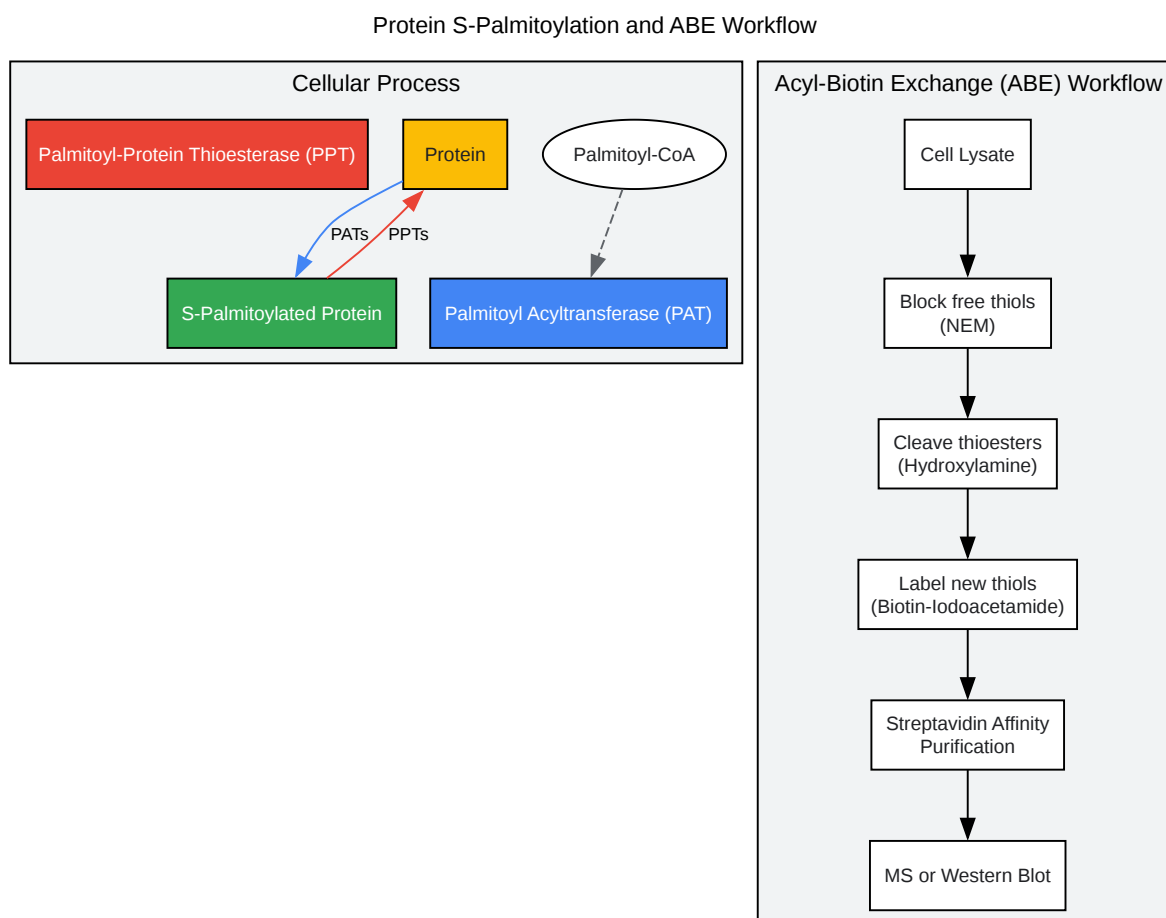 Protein S-Palmitoylation and ABE Workflow
Cellular Process
Palmitoyl-Protein Thioesterase (PPT)
Protein
Palmitoyl-CoA
PATs
PPTs
S-Palmitoylated Protein
Palmitoyl Acyltransferase (PAT)
Acyl-Biotin Exchange (ABE) Workflow
Cell Lysate
Block free thiols
(NEM)
Cleave thioesters
(Hydroxylamine)
Label new thiols
(Biotin-Iodoacetamide)
Streptavidin Affinity
Purification
MS or Western Blot